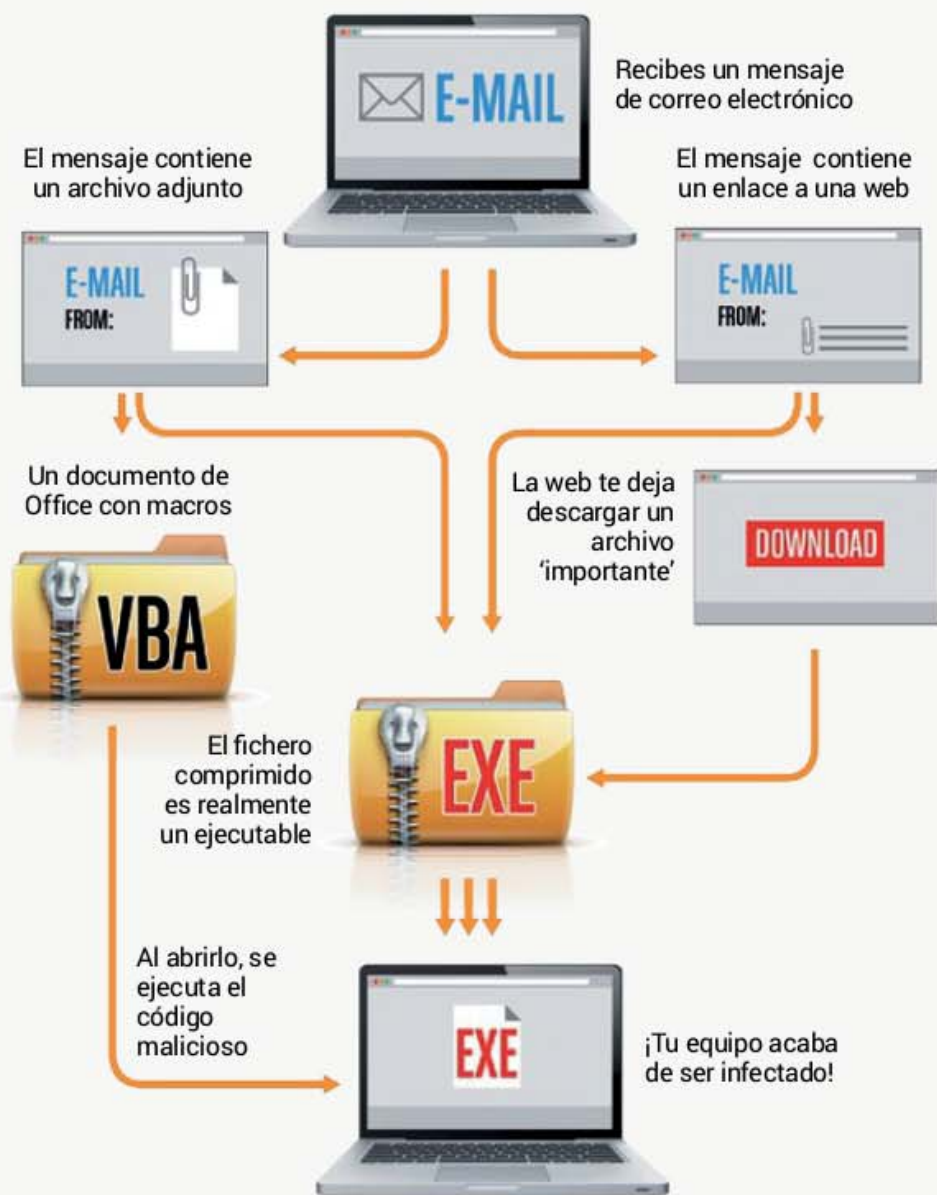 E-MAIL
Recibes un mensaje
de correo electrónico
El mensaje contiene
un archivo adjunto
El mensaje contiene
un enlace a una web
E-MAIL
FROM:
E-MAIL
FROM:
Un documento de
Office con macros
VBA
La web te deja
descargar un
archivo
‘importante’
DOWNLOAD
El fichero
comprimido
es realmente
un ejecutable
EXE
Al abrirlo, se
ejecuta el
código
malicioso
EXE
¡Tu equipo acaba
de ser infectado!